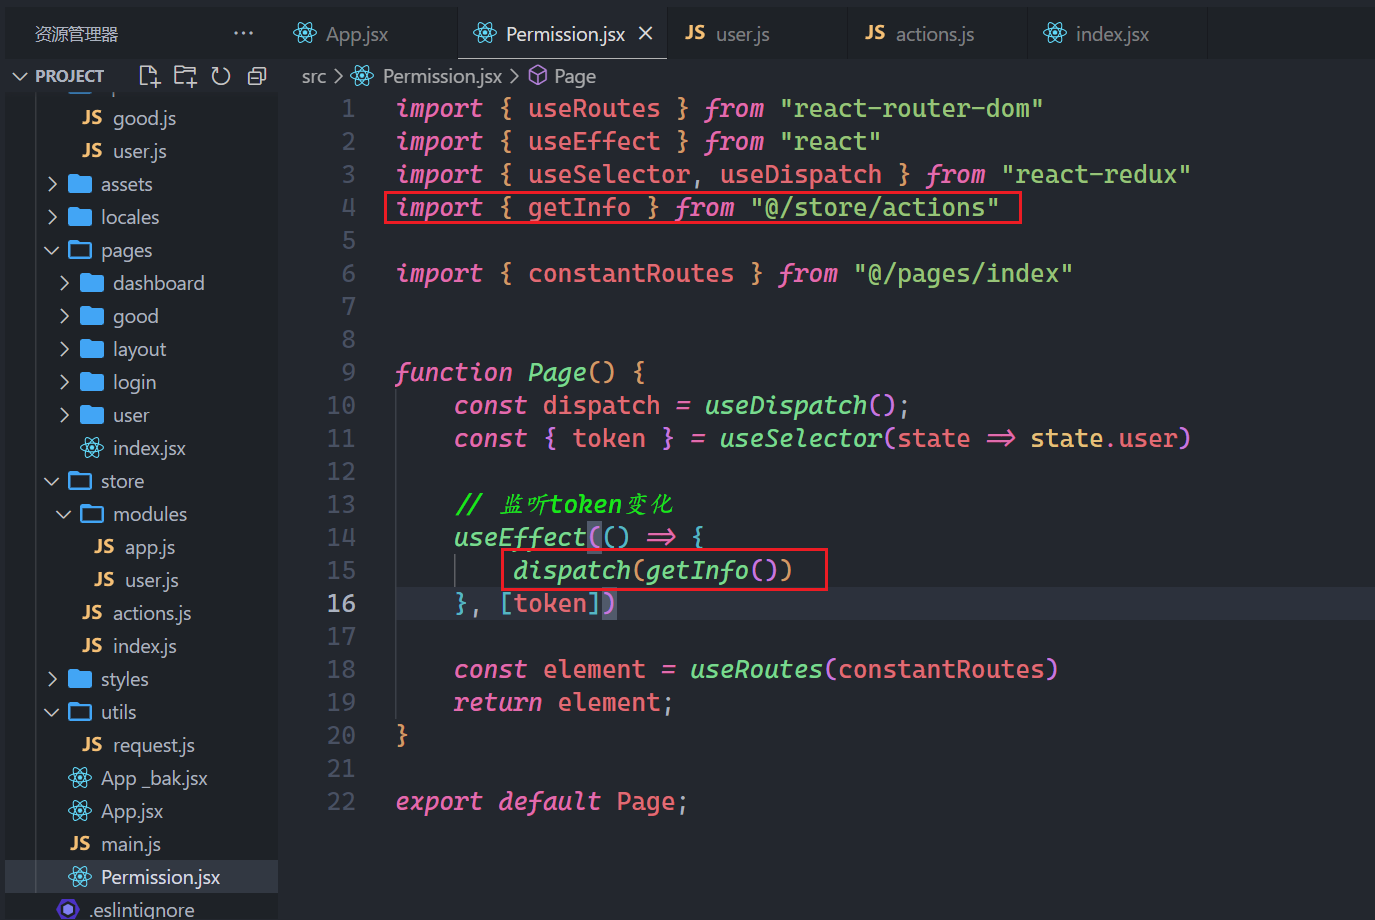 资源管理器 ···
App.jsx
Permission.jsx
JS user.js
JS actions.js
index.jsx
PROJECT
src > Permission.jsx > Page
JS good.js
JS user.js
assets
locales
pages
dashboard
good
layout
login
user
index.jsx
store
modules
JS app.js
JS user.js
JS actions.js
JS index.js
styles
utils
JS request.js
App _bak.jsx
App.jsx
JS main.js
Permission.jsx
.eslintignore
1 import { useRoutes } from "react-router-dom"
2 import { useEffect } from "react"
3 import { useSelector, useDispatch } from "react-redux"
4 import { getInfo } from "@/store/actions"
5
6 import { constantRoutes } from "@/pages/index"
7
8
9 function Page() {
10 const dispatch = useDispatch();
11 const { token } = useSelector(state => state.user)
12
13 // 监听token变化
14 useEffect(() => {
15 dispatch(getInfo())
16 }, [token])
17
18 const element = useRoutes(constantRoutes)
19 return element;
20 }
21
22 export default Page;